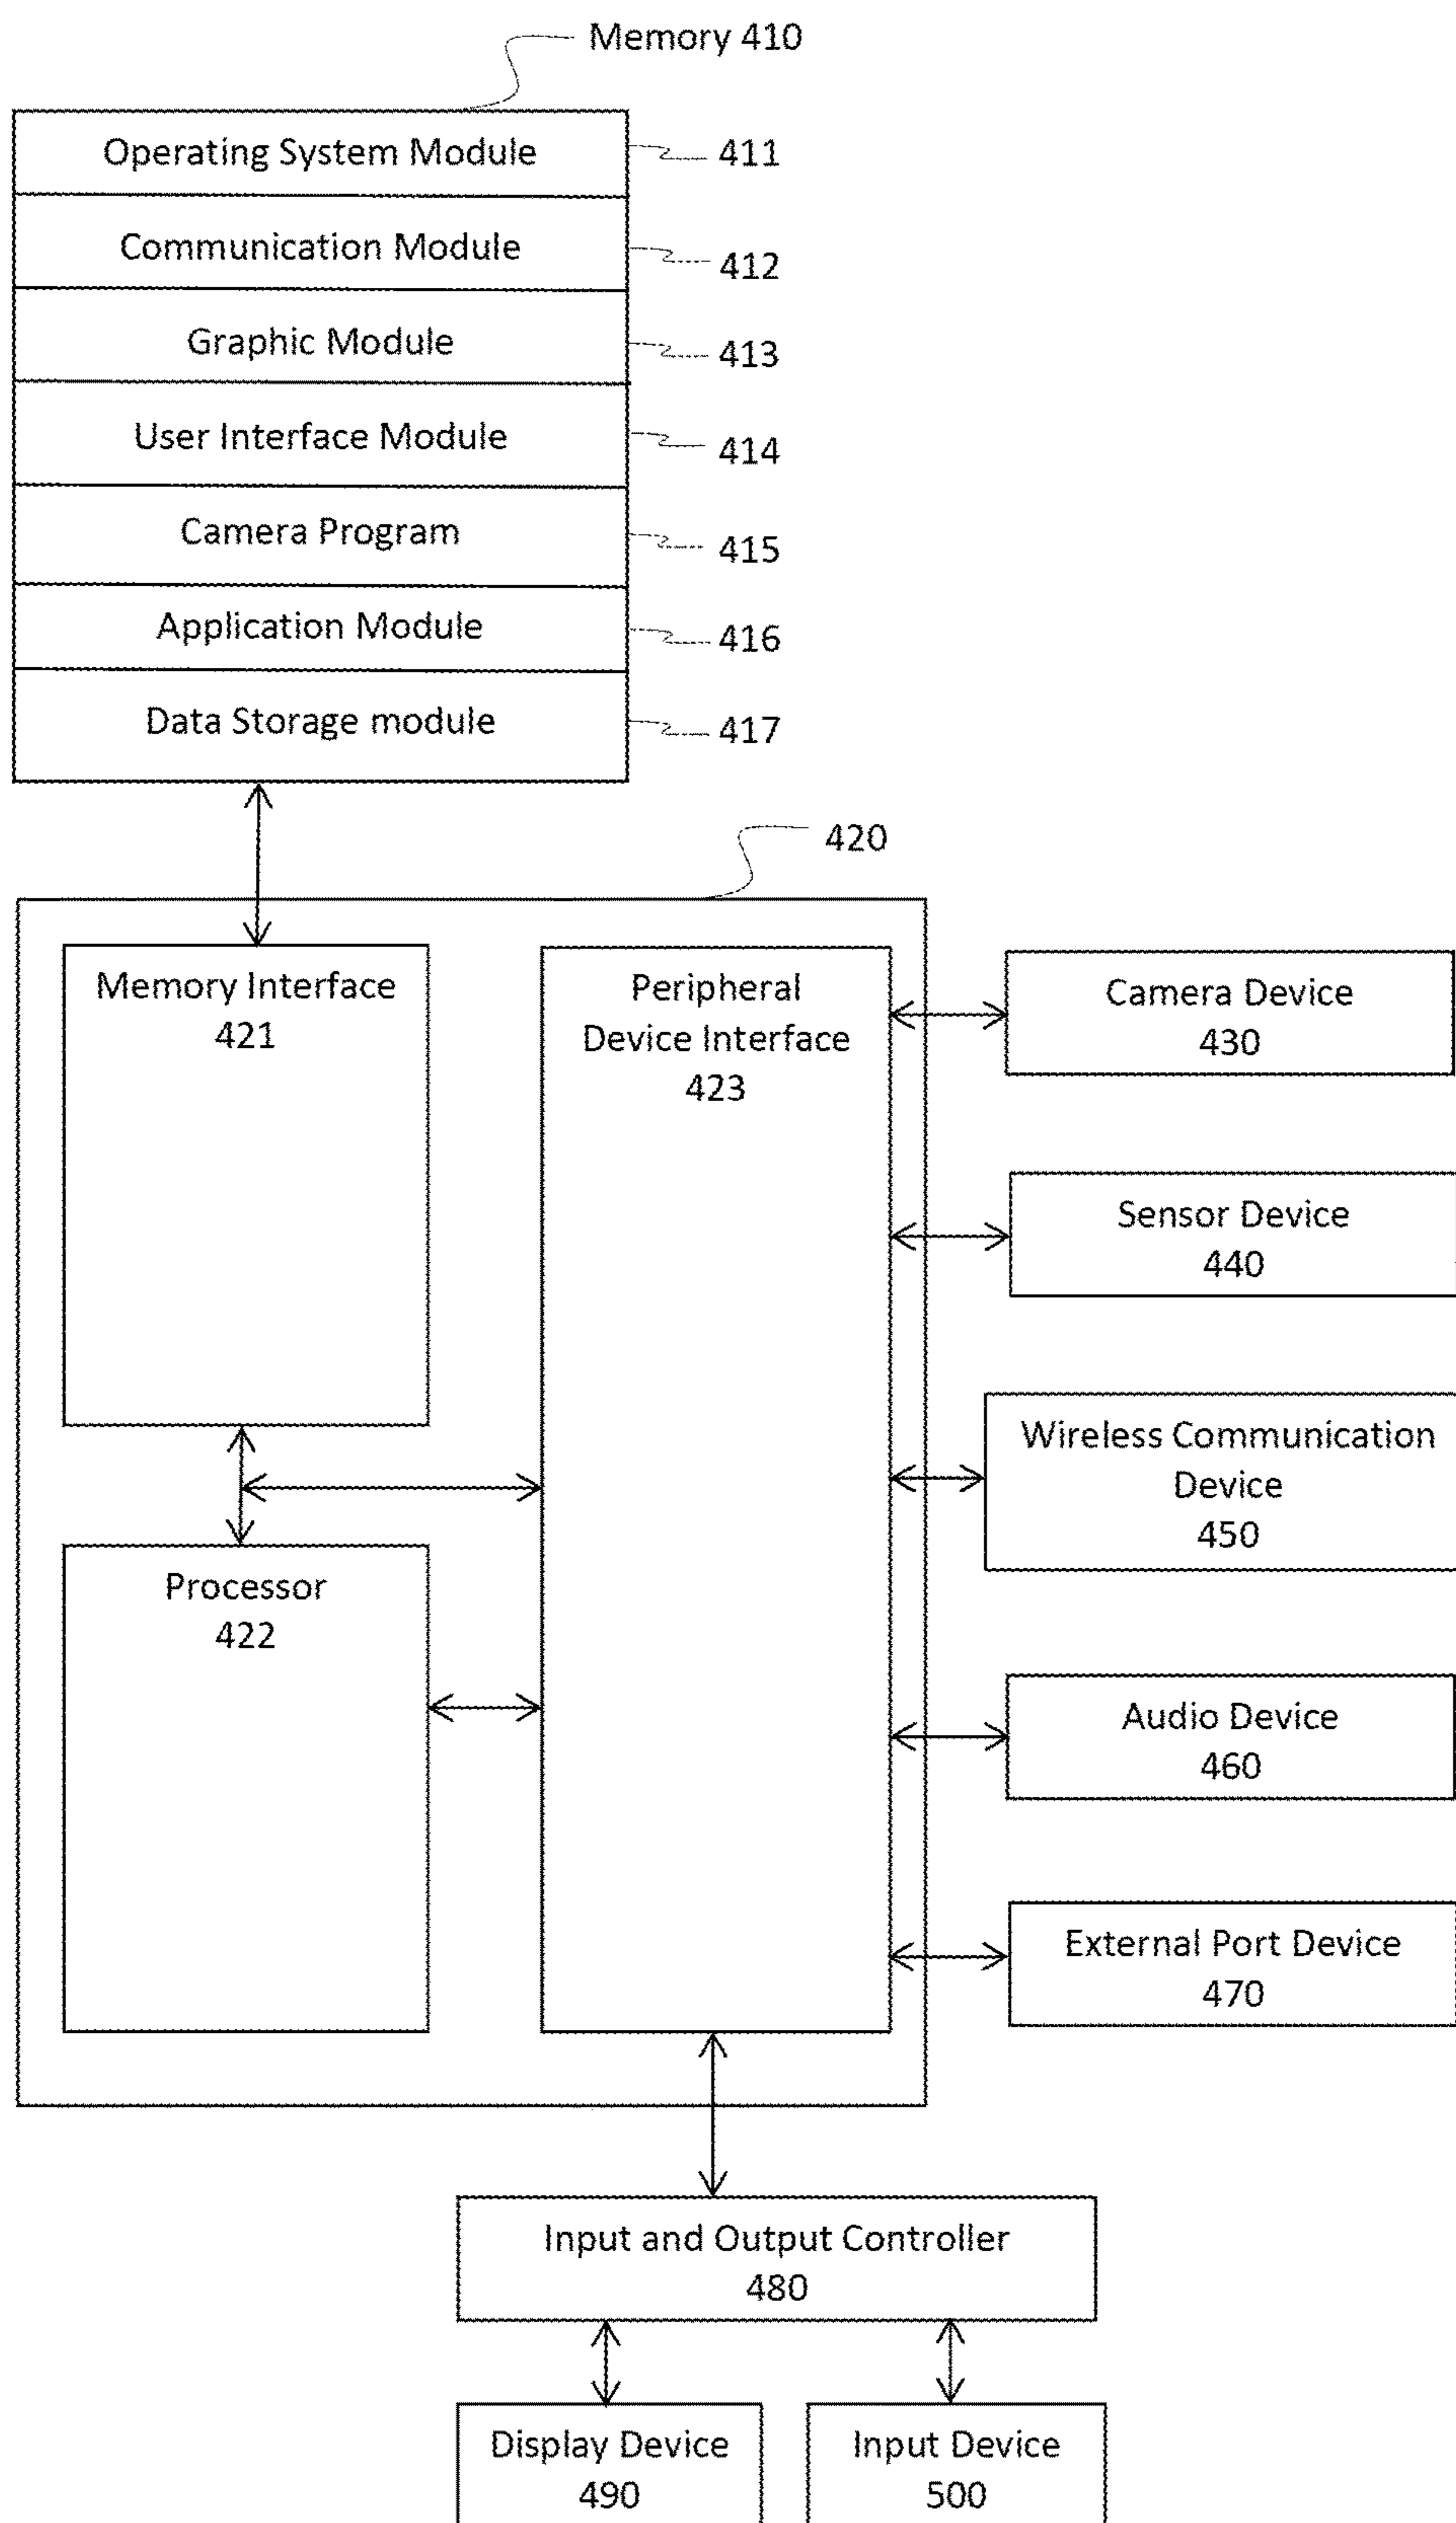 Memory 410
Operating System Module
411
Communication Module
412
Graphic Module
413
User Interface Module
414
Camera Program
415
Application Module
416
Data Storage module
417
420
Memory Interface
421
Peripheral
Device Interface
423
Camera Device
430
Sensor Device
440
Wireless Communication
Device
450
Processor
422
Audio Device
460
External Port Device
470
Input and Output Controller
480
Display Device
490
Input Device
500